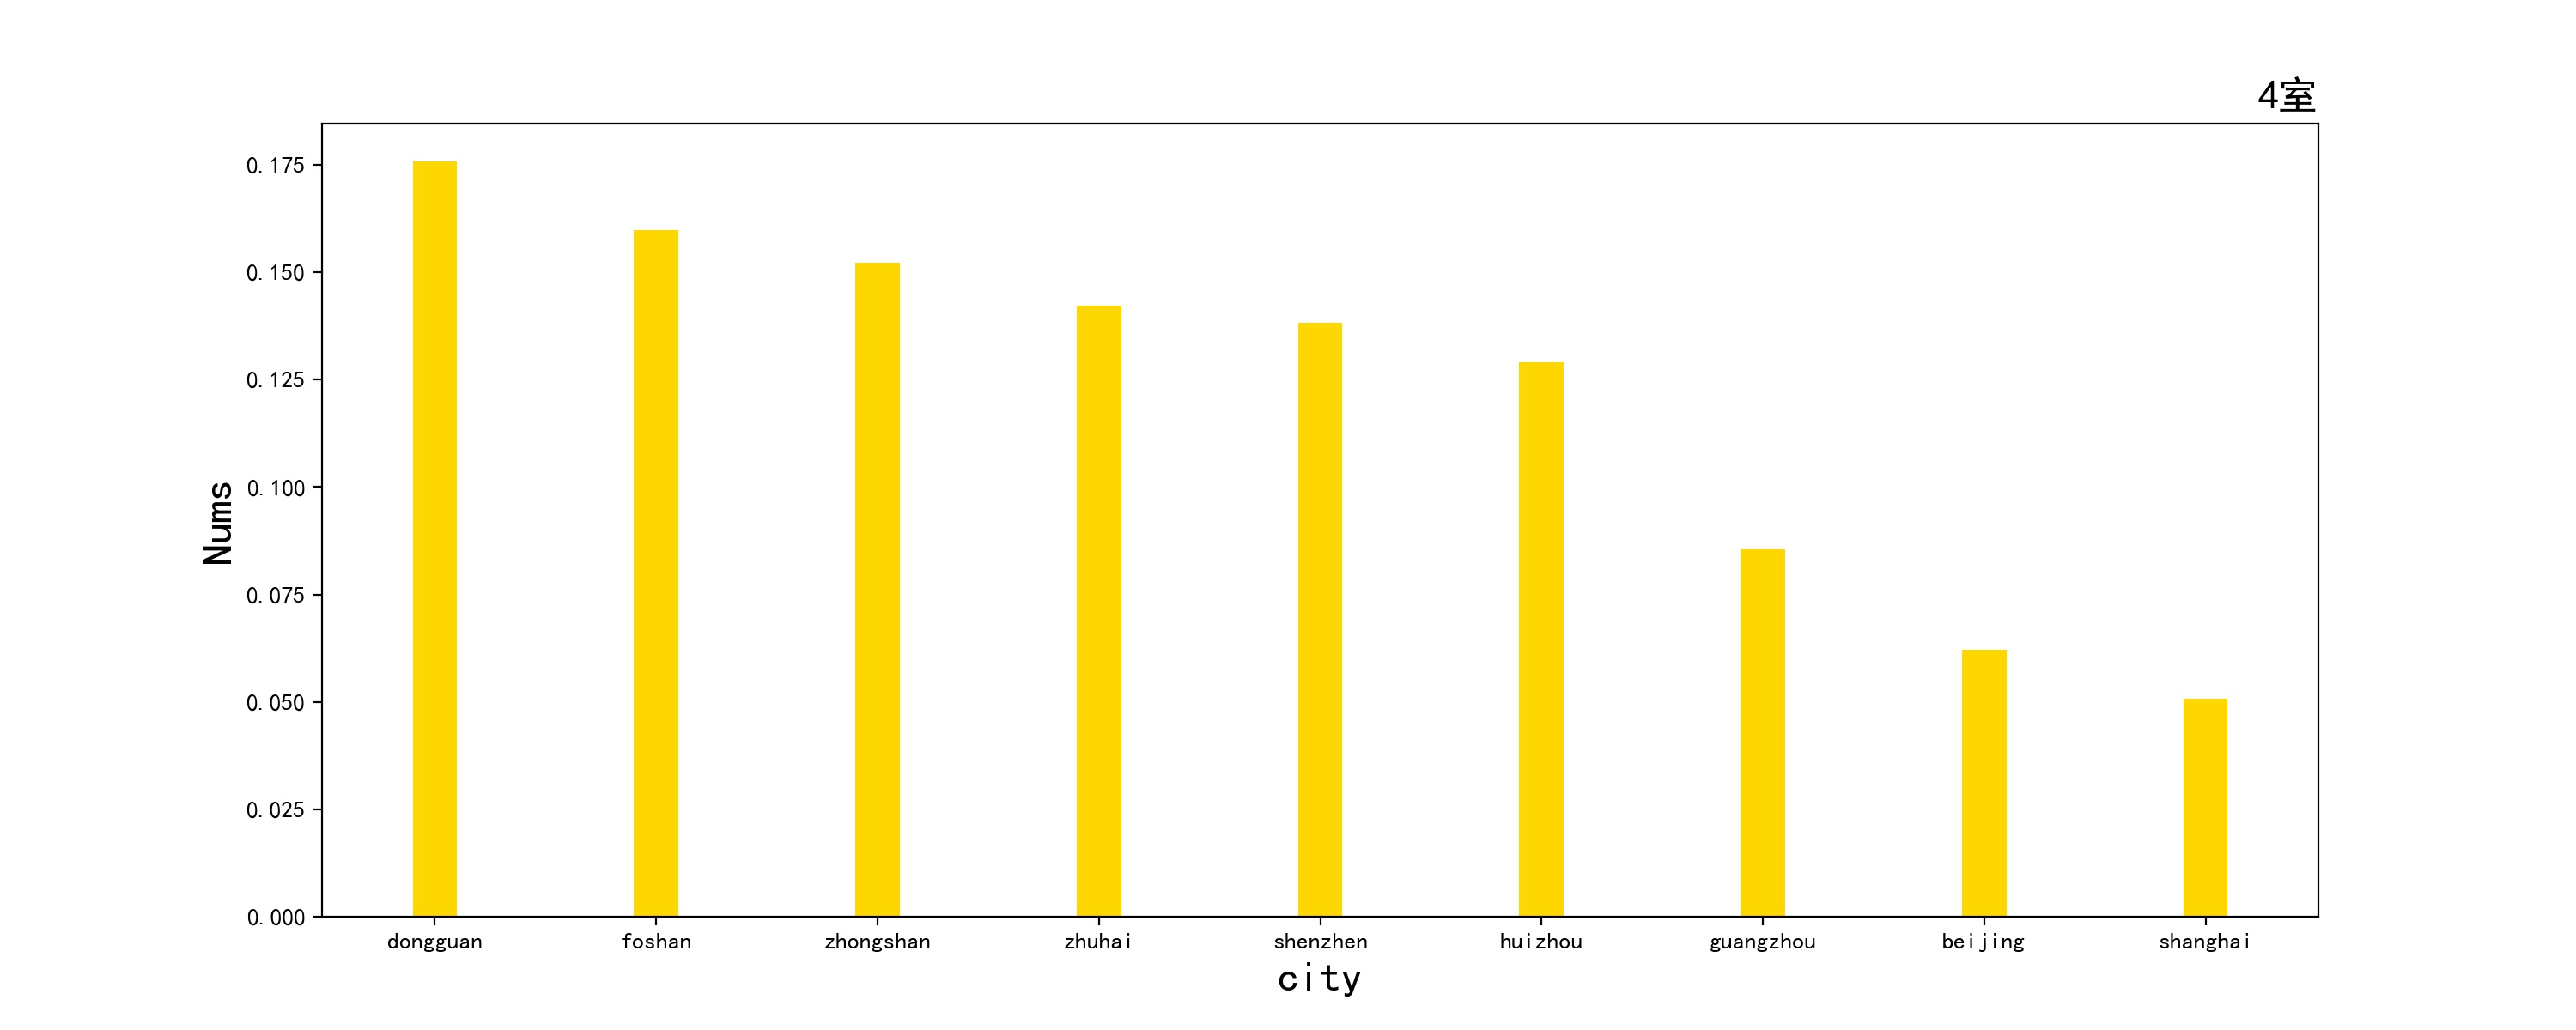 4室
0.175
0.150
0.125
0.100
0.075
0.050
0.025
0.000
Nums
dongguan foshan zhongshan zhuhai shenzhen huizhou guangzhou beijing shanghai
city